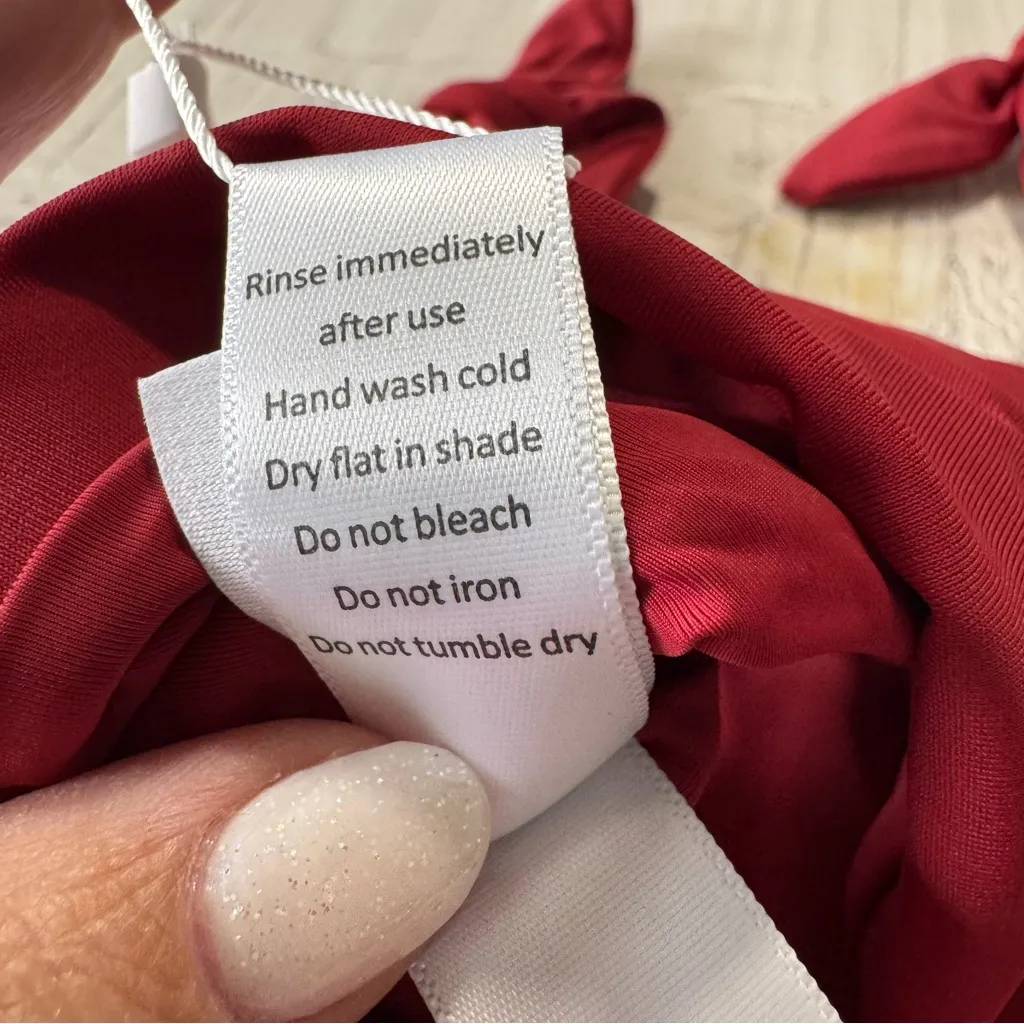 Rinse immediately
after use
Hand wash cold
Dry flat in shade
Do not bleach
Do not iron
Do not tumble dry